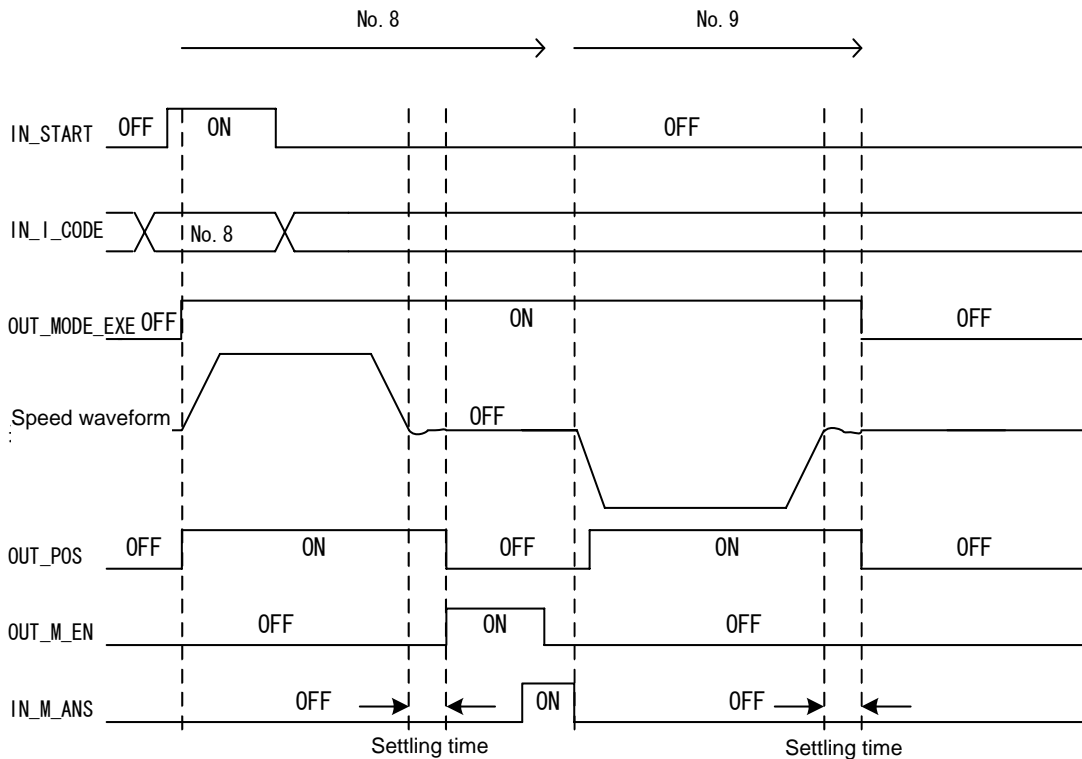 No. 8 No. 9
IN_START OFF ON OFF
IN_I_CODE No. 8
OUT_MODE_EXE OFF ON OFF
Speed waveform OFF
:
OUT_POS OFF ON OFF ON OFF
OUT_M_EN OFF ON OFF
IN_M_ANS OFF ON OFF
Settling time Settling time